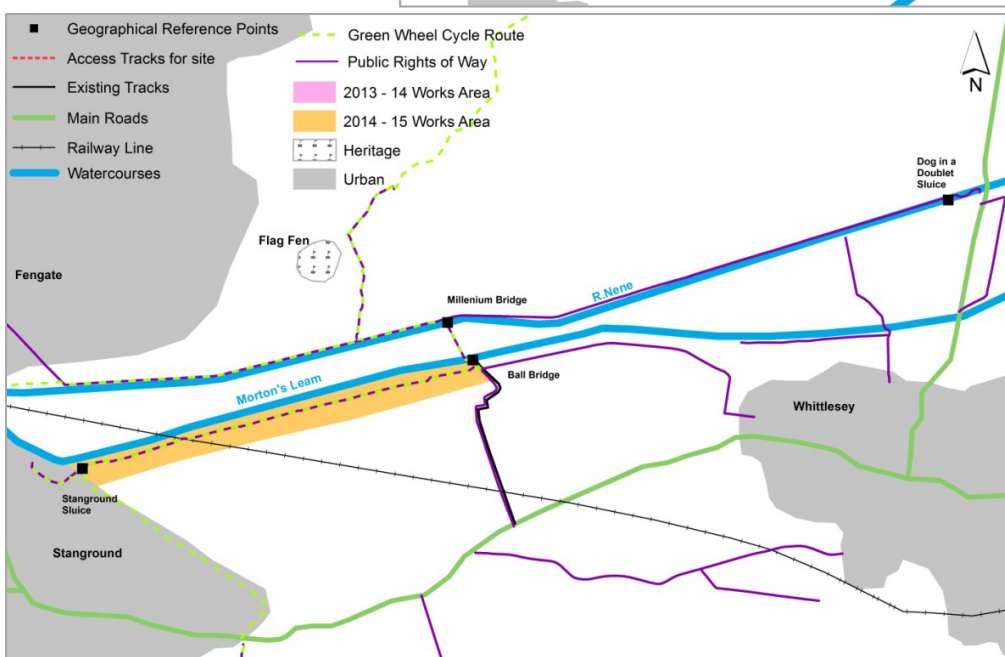 Geographical Reference Points
Access Tracks for site
Existing Tracks
Main Roads
Railway Line
Watercourses
Green Wheel Cycle Route
Public Rights of Way
2013 - 14 Works Area
2014 - 15 Works Area
Heritage
Urban
N
Dog in a
Doublet
Sluice
Flag Fen
Fengate
Millenium Bridge
R.Nene
Morton's Leam
Ball Bridge
Whittlesey
Stanground
Sluice
Stanground